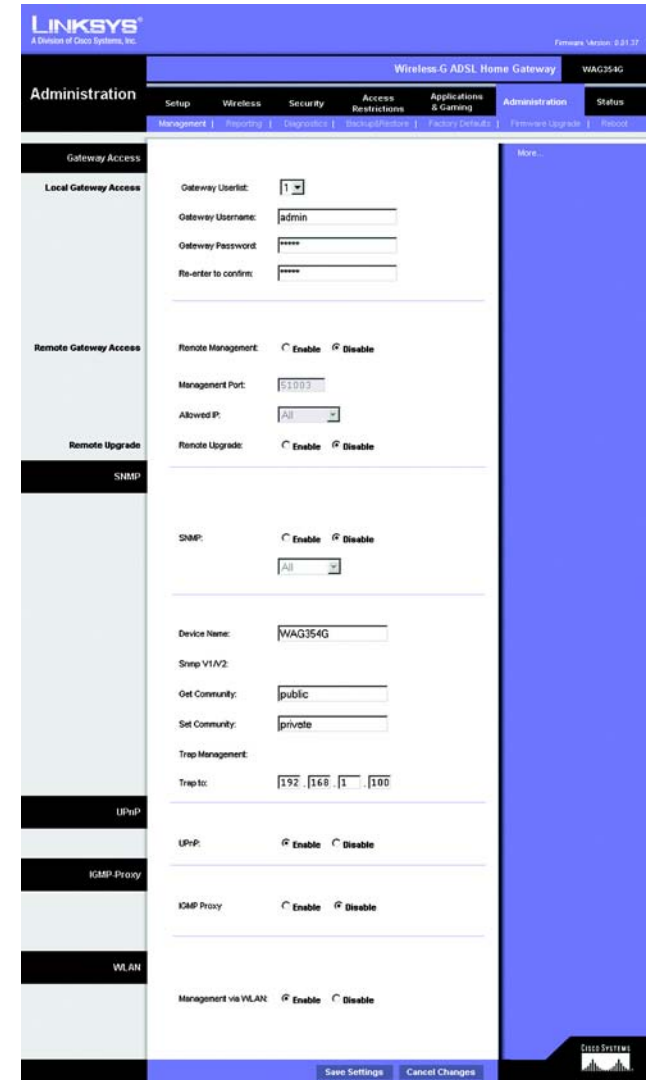 LINKSYS®
A Division of Cisco Systems, Inc.
Firmware Version: 0.01.37
Wireless-G ADSL Home Gateway WAG354G
Administration
Setup Wireless Security Access Restrictions Applications & Gaming Administration Status
Management | Reporting | Diagnostics | Backup&Restore | Factory Defaults | Firmware Upgrade | Reboot
Gateway Access
More...
Local Gateway Access Gateway Userlist: 1
Gateway Username: admin
Gateway Password: *****
Re-enter to confirm: *****
Remote Gateway Access Remote Management: Enable Disable
Management Port: 51003
Allowed IP: All
Remote Upgrade Remote Upgrade: Enable Disable
SNMP
SNMP: Enable Disable
All
Device Name: WAG354G
Snmp V1/V2:
Get Community: public
Set Community: private
Trap Management:
Trap to: 192 . 168 . 1 . 100
UPnP
UPnP: Enable Disable
IGMP-Proxy
IGMP Proxy Enable Disable
WLAN
Management via WLAN: Enable Disable
Save Settings Cancel Changes
CISCO SYSTEMS